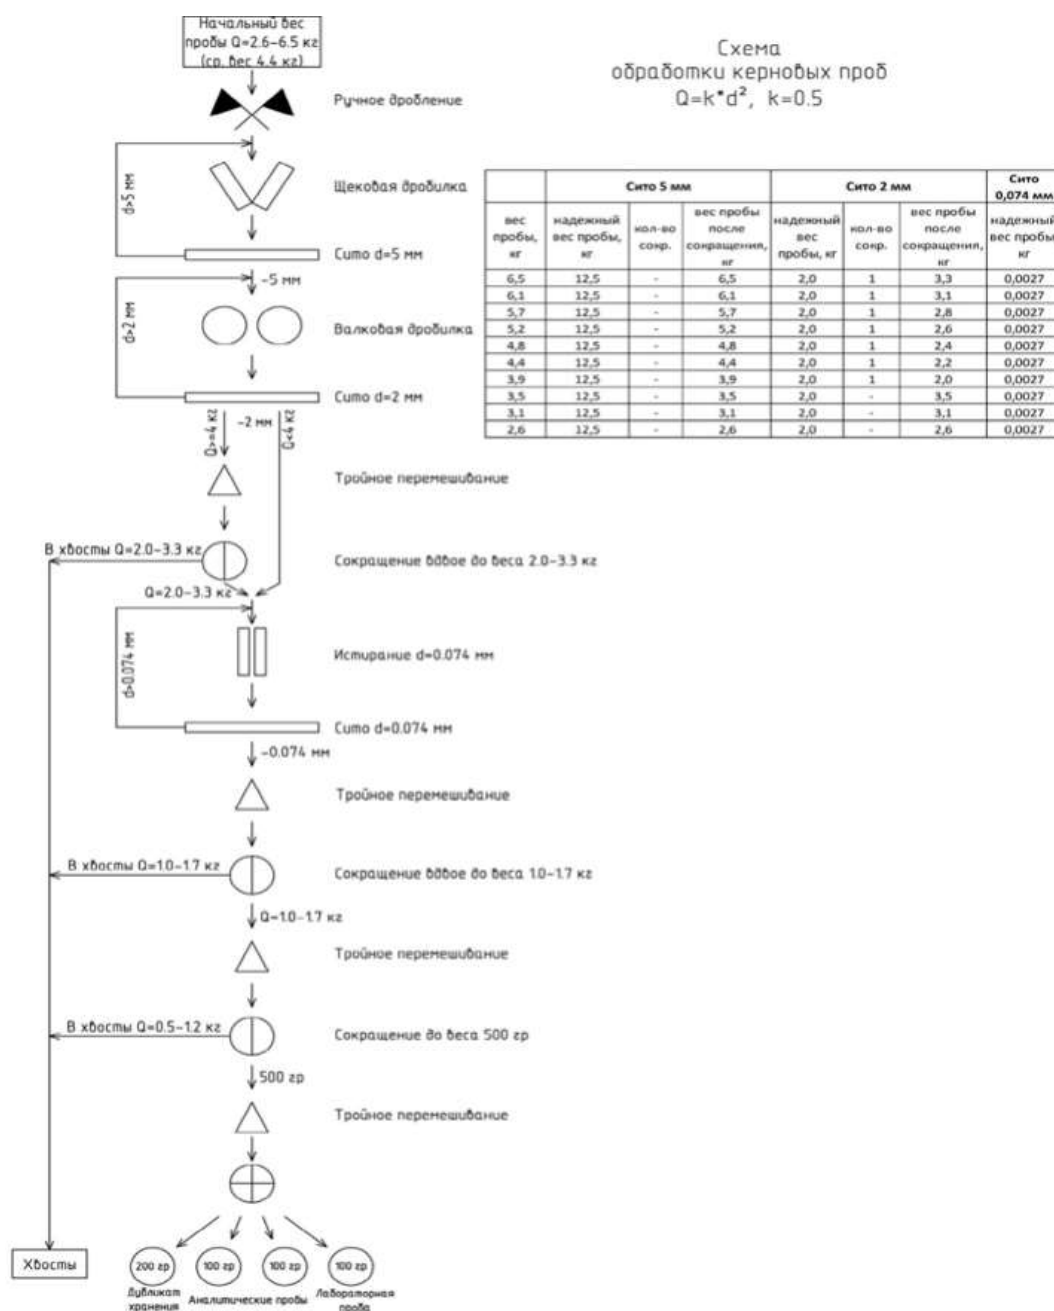 Начальный вес
пробы Q=2.6-6.5 кг
(ср. вес 4.4 кг)
Схема
обработки керновых проб
Q=k*d², k=0.5
Ручное дробление
d>5 мм
Щековая дробилка
Сито d=5 мм
-5 мм
d>2 мм
Валковая дробилка
Сито d=2 мм
Q>=4 кг
-2 мм
Q<4 кг
Сито 5 мм Сито 2 мм Сито 0,074 мм
вес пробы, кг надежный вес пробы, кг кол-во сокр. вес пробы после сокращения, кг надежный вес пробы, кг кол-во сокр. вес пробы после сокращения, кг надежный вес пробы кг
6,5 12,5 - 6,5 2,0 1 3,3 0,0027
6,1 12,5 - 6,1 2,0 1 3,1 0,0027
5,7 12,5 - 5,7 2,0 1 2,8 0,0027
5,2 12,5 - 5,2 2,0 1 2,6 0,0027
4,8 12,5 - 4,8 2,0 1 2,4 0,0027
4,4 12,5 - 4,4 2,0 1 2,2 0,0027
3,9 12,5 - 3,9 2,0 1 2,0 0,0027
3,5 12,5 - 3,5 2,0 - 3,5 0,0027
3,1 12,5 - 3,1 2,0 - 3,1 0,0027
2,6 12,5 - 2,6 2,0 - 2,6 0,0027
Тройное перемешивание
В хвосты Q=2.0-3.3 кг
Сокращение вдвое до веса 2.0-3.3 кг
Q=2.0-3.3 кг
d>0.074 мм
Истирание d=0.074 мм
Сито d=0.074 мм
-0.074 мм
Тройное перемешивание
В хвосты Q=1.0-1.7 кг
Сокращение вдвое до веса 1.0-1.7 кг
Q=1.0-1.7 кг
Тройное перемешивание
В хвосты Q=0.5-1.2 кг
Сокращение до веса 500 гр
500 гр
Тройное перемешивание
Хвосты
200 гр 100 гр 100 гр 100 гр
Дубликат хранения
Аналитические пробы
Лабораторная проба